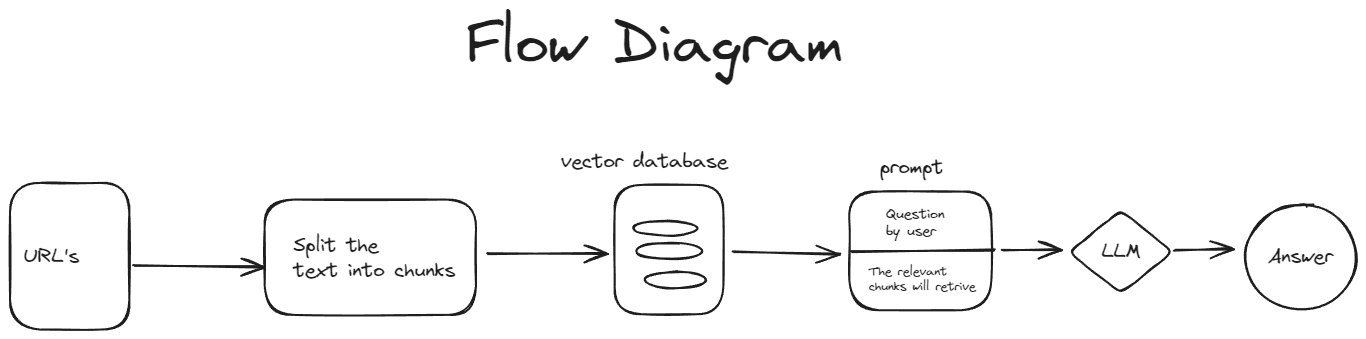 Flow Diagram
vector database
prompt
URL's
Split the
text into chunks
Question
by user
The relevant
chunks will retrive
LLM
Answer